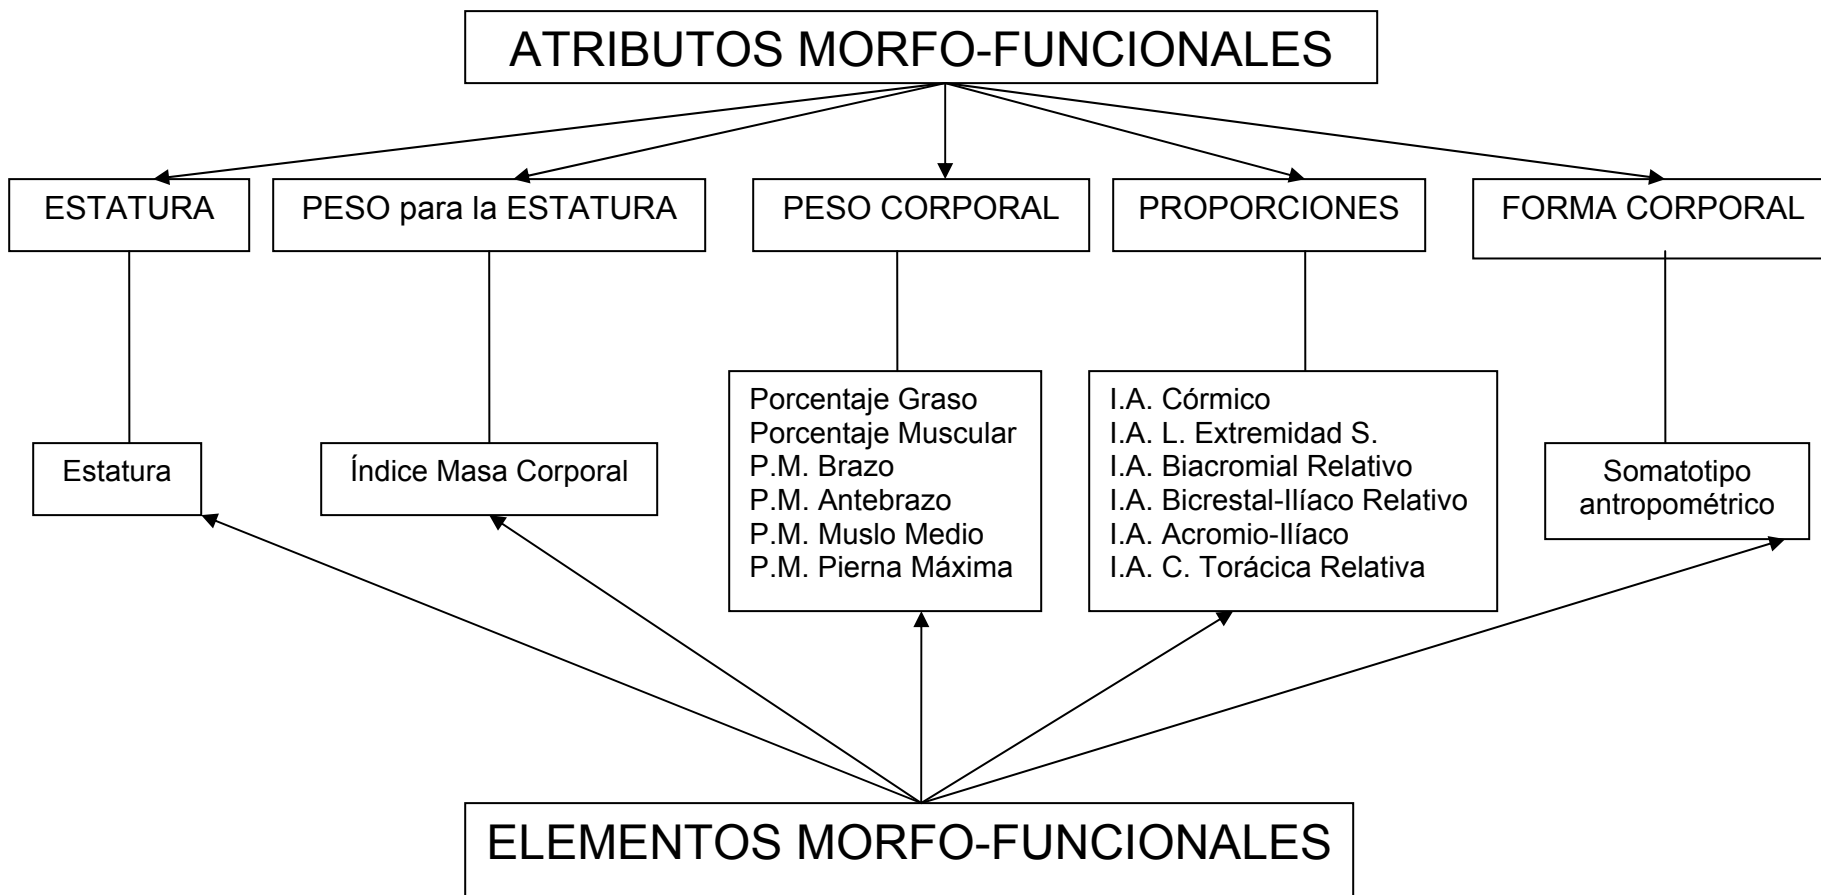 ATRIBUTOS MORFO-FUNCIONALES
ESTATURA
PESO para la ESTATURA
PESO CORPORAL
PROPORCIONES
FORMA CORPORAL
Estatura
Índice Masa Corporal
Porcentaje Graso
Porcentaje Muscular
P.M. Brazo
P.M. Antebrazo
P.M. Muslo Medio
P.M. Pierna Máxima
I.A. Córmico
I.A. L. Extremidad S.
I.A. Biacromial Relativo
I.A. Bicrestal-Ilíaco Relativo
I.A. Acromio-Ilíaco
I.A. C. Torácica Relativa
Somatotipo
antropométrico
ELEMENTOS MORFO-FUNCIONALES